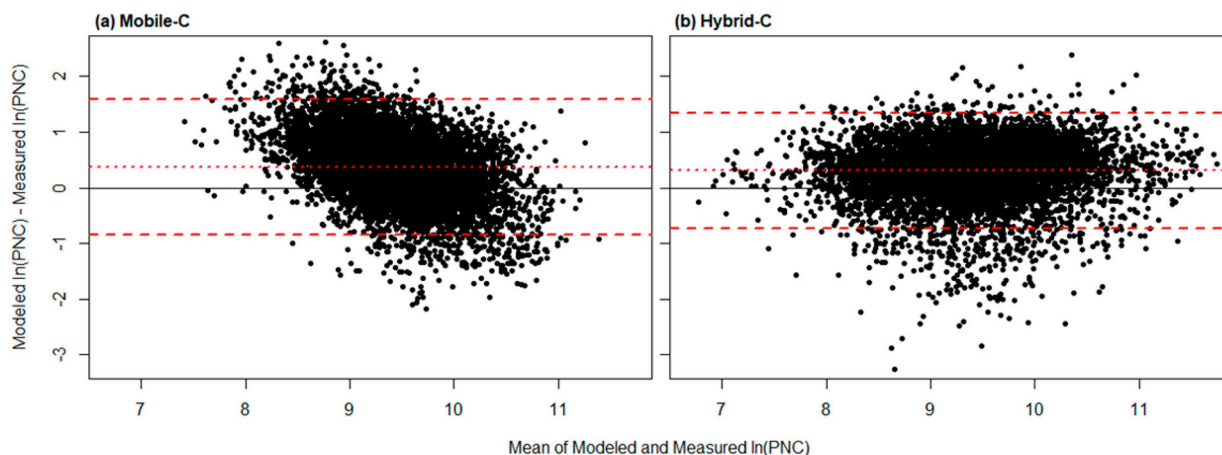 (a) Mobile-C
(b) Hybrid-C
Modeled ln(PNC) - Measured ln(PNC)
2
1
0
-1
-2
-3
7 8 9 10 11
7 8 9 10 11
Mean of Modeled and Measured ln(PNC)